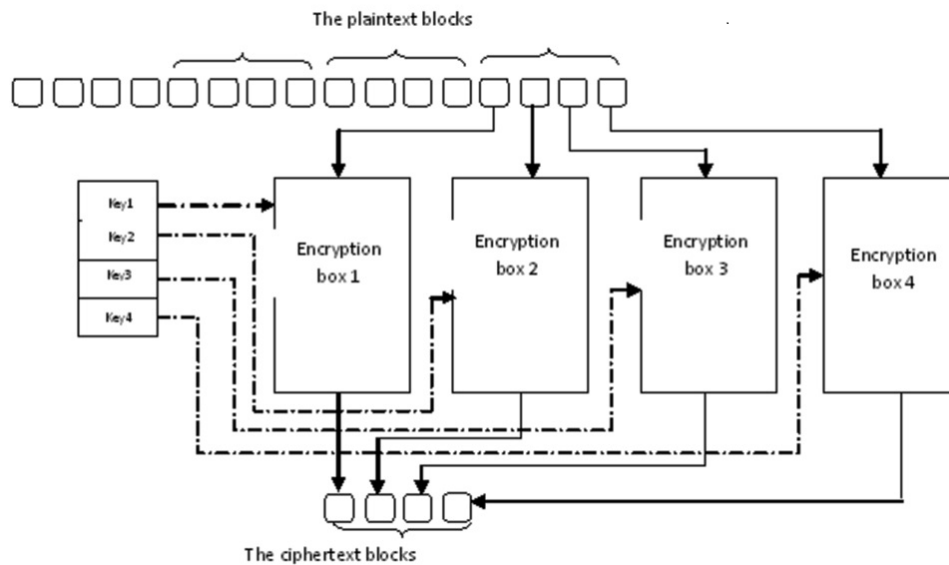 The plaintext blocks
Key1
Key2
Key3
Key4
Encryption
box 1
Encryption
box 2
Encryption
box 3
Encryption
box 4
The ciphertext blocks